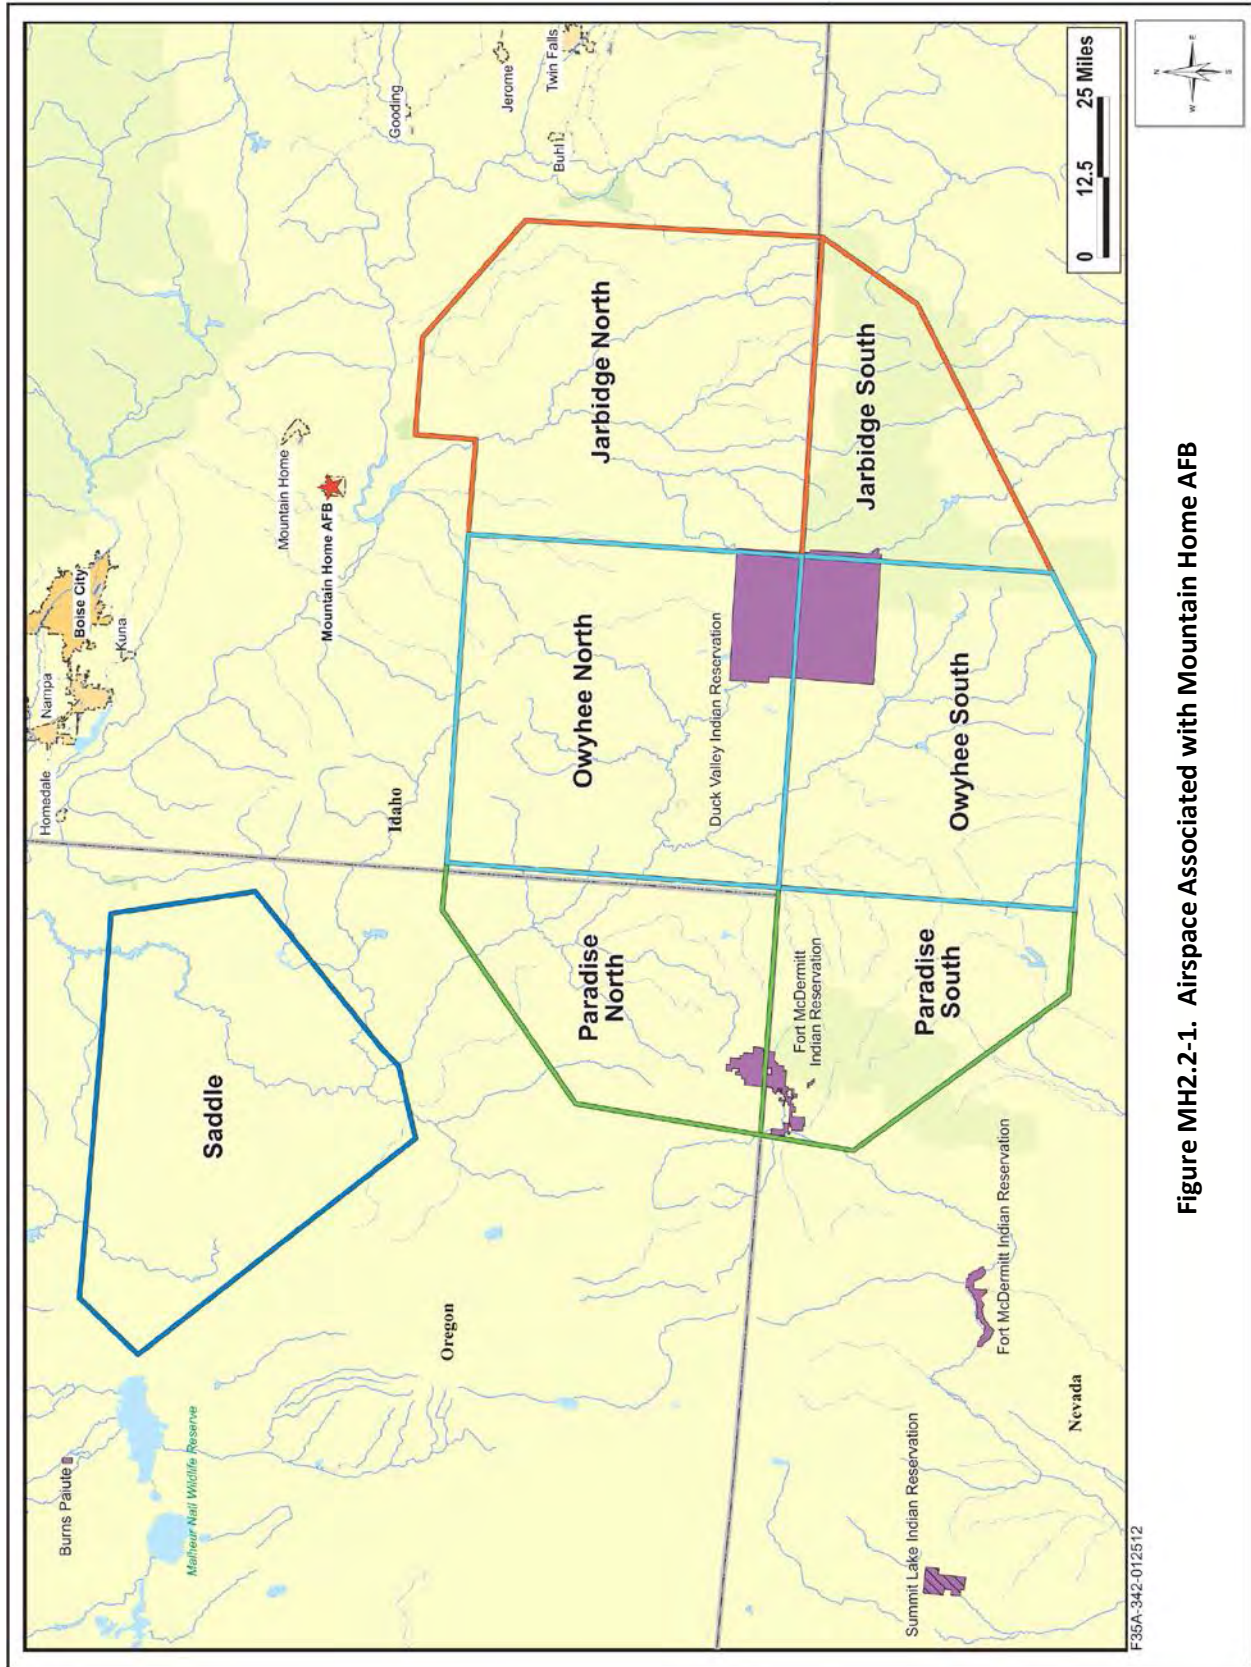 Burns Paiute
Malheur Natl Wildlife Reserve
Homedale
Nampa
Boise City
Kuna
Mountain Home
Mountain Home AFB
Gooding
Jerome
Twin Falls
Buhl
Saddle
Idaho
Oregon
Paradise
North
Owyhee North
Jarbidge North
Duck Valley Indian Reservation
Fort McDermitt
Indian Reservation
Paradise
South
Owyhee South
Jarbidge South
Summit Lake Indian Reservation
Fort McDermitt Indian Reservation
Nevada
0 12.5 25 Miles
F35A-342-012512
N
W E
S
Figure MH2.2-1. Airspace Associated with Mountain Home AFB